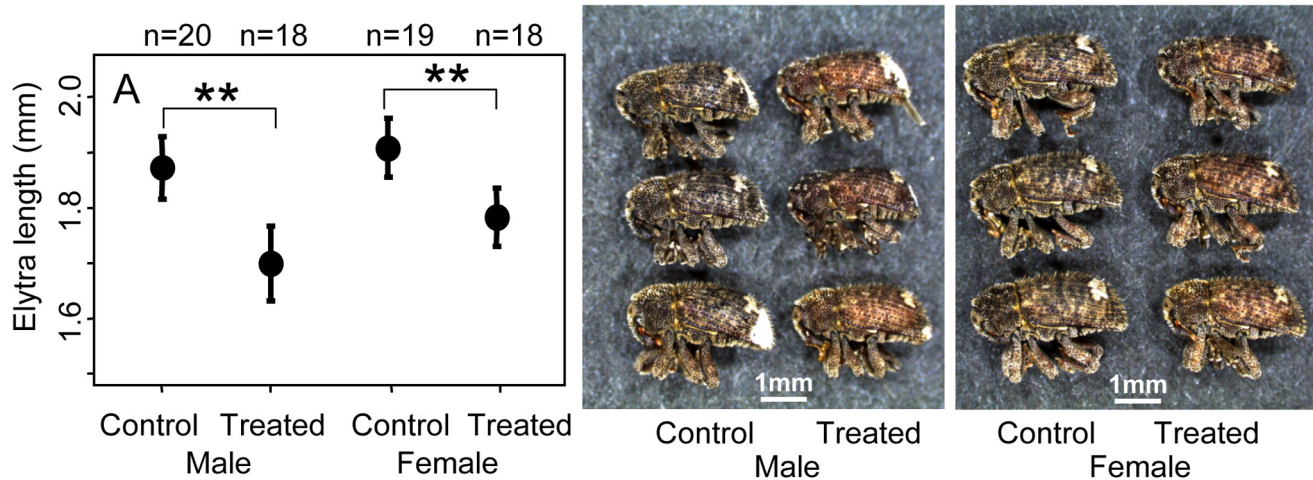 n=20 n=18 n=19 n=18
A
** **
Elytra length (mm)
2.0
1.8
1.6
Control Treated Control Treated
Male Female
1mm
Control Treated
Male
1mm
Control Treated
Female